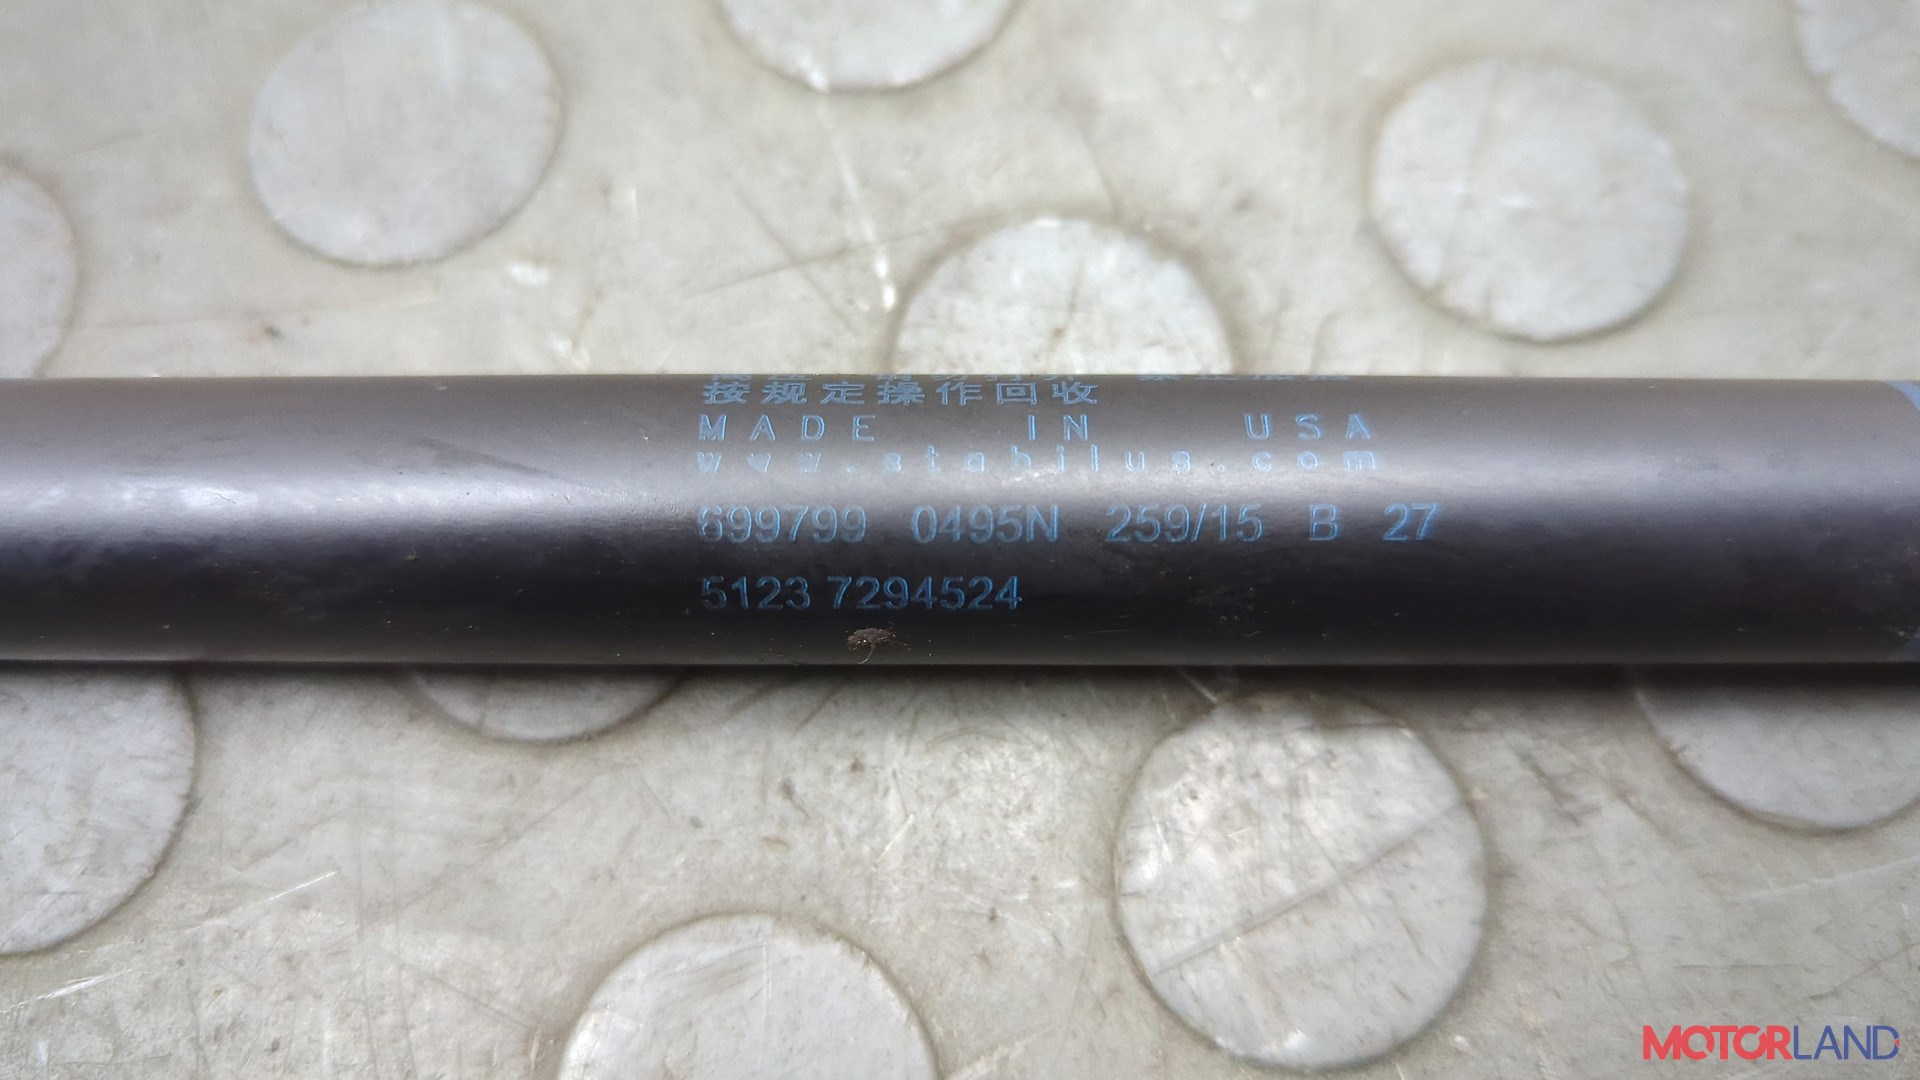 按规定操作回收
MADE IN USA
www.stabilus.com
699799 0495N 259/15 B 27
5123 7294524
MOTORLAND